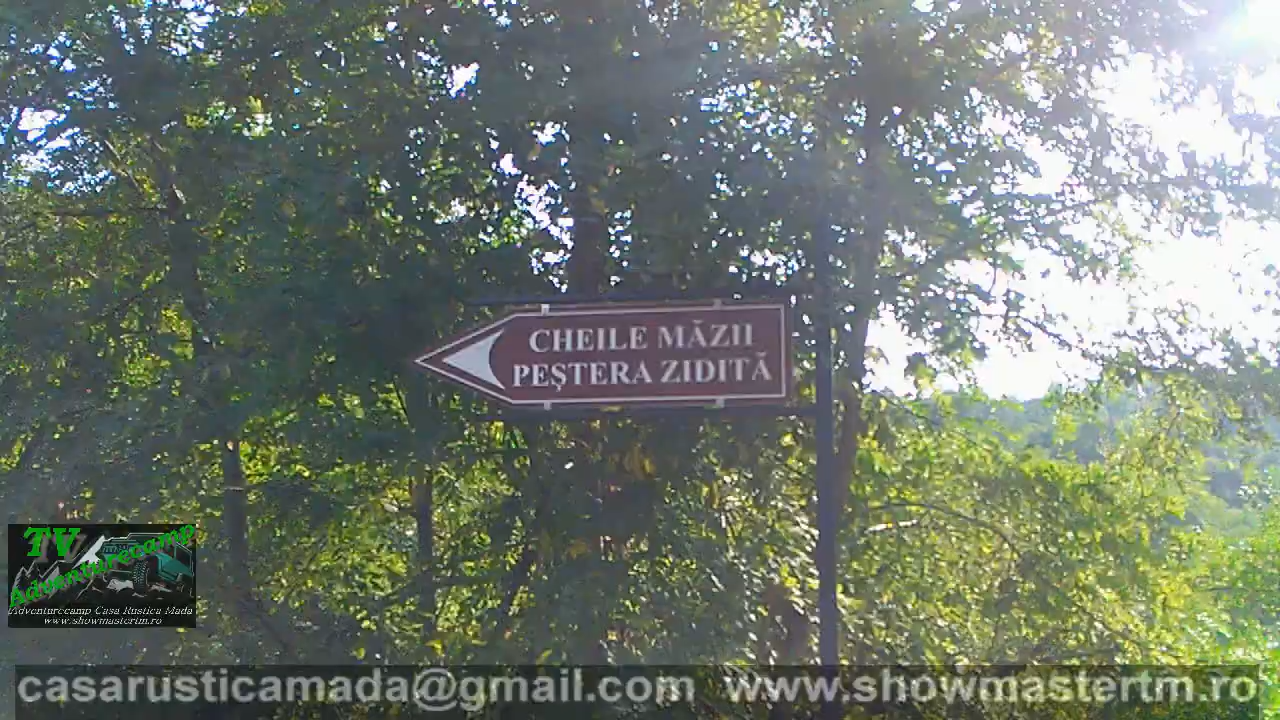 CHEILE MĂZII
PEŞTERA ZIDITĂ
TV
Adventurecamp
Adventurecamp Casa Rustica Mada
www.showmastertm.ro
casarusticamada@gmail.com www.showmastertm.ro